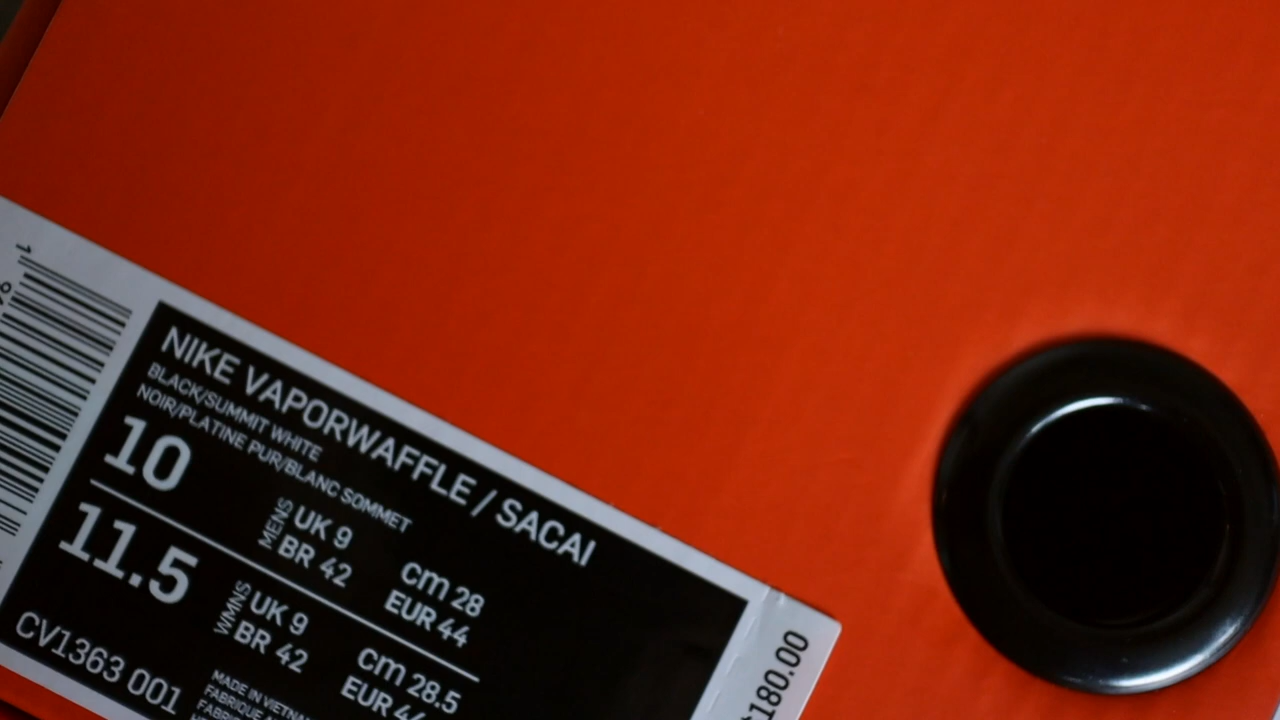 NIKE VAPORWAFFLE / SACAI
BLACK/SUMMIT WHITE
NOIR/PLATINE PUR/BLANC SOMMET
10
MENS
UK 9
BR 42
cm 28
EUR 44
11.5
WMNS
UK 9
BR 42
cm 28.5
EUR
CV1363 001
MADE IN VIETNAM
FABRIQUE
180.00